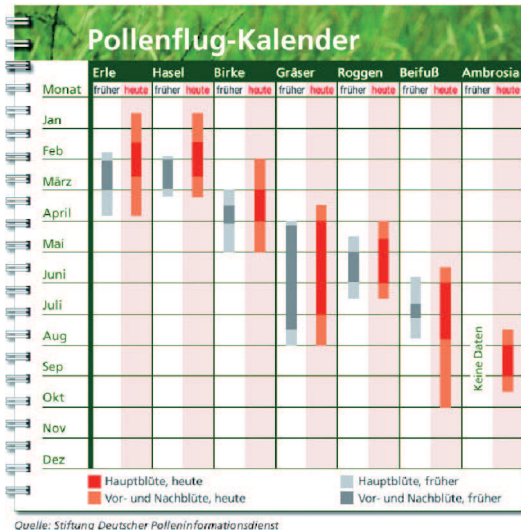 Pollenflug-Kalender
Erle Hasel Birke Gräser Roggen Beifuß Ambrosia
Monat früher heute früher heute früher heute früher heute früher heute früher heute früher heute
Jan
Feb
März
April
Mai
Juni
Juli
Aug
Sep
Okt
Nov
Dez
Keine Daten
Hauptblüte, heute Hauptblüte, früher
Vor- und Nachblüte, heute Vor- und Nachblüte, früher
Quelle: Stiftung Deutscher Polleninformationsdienst